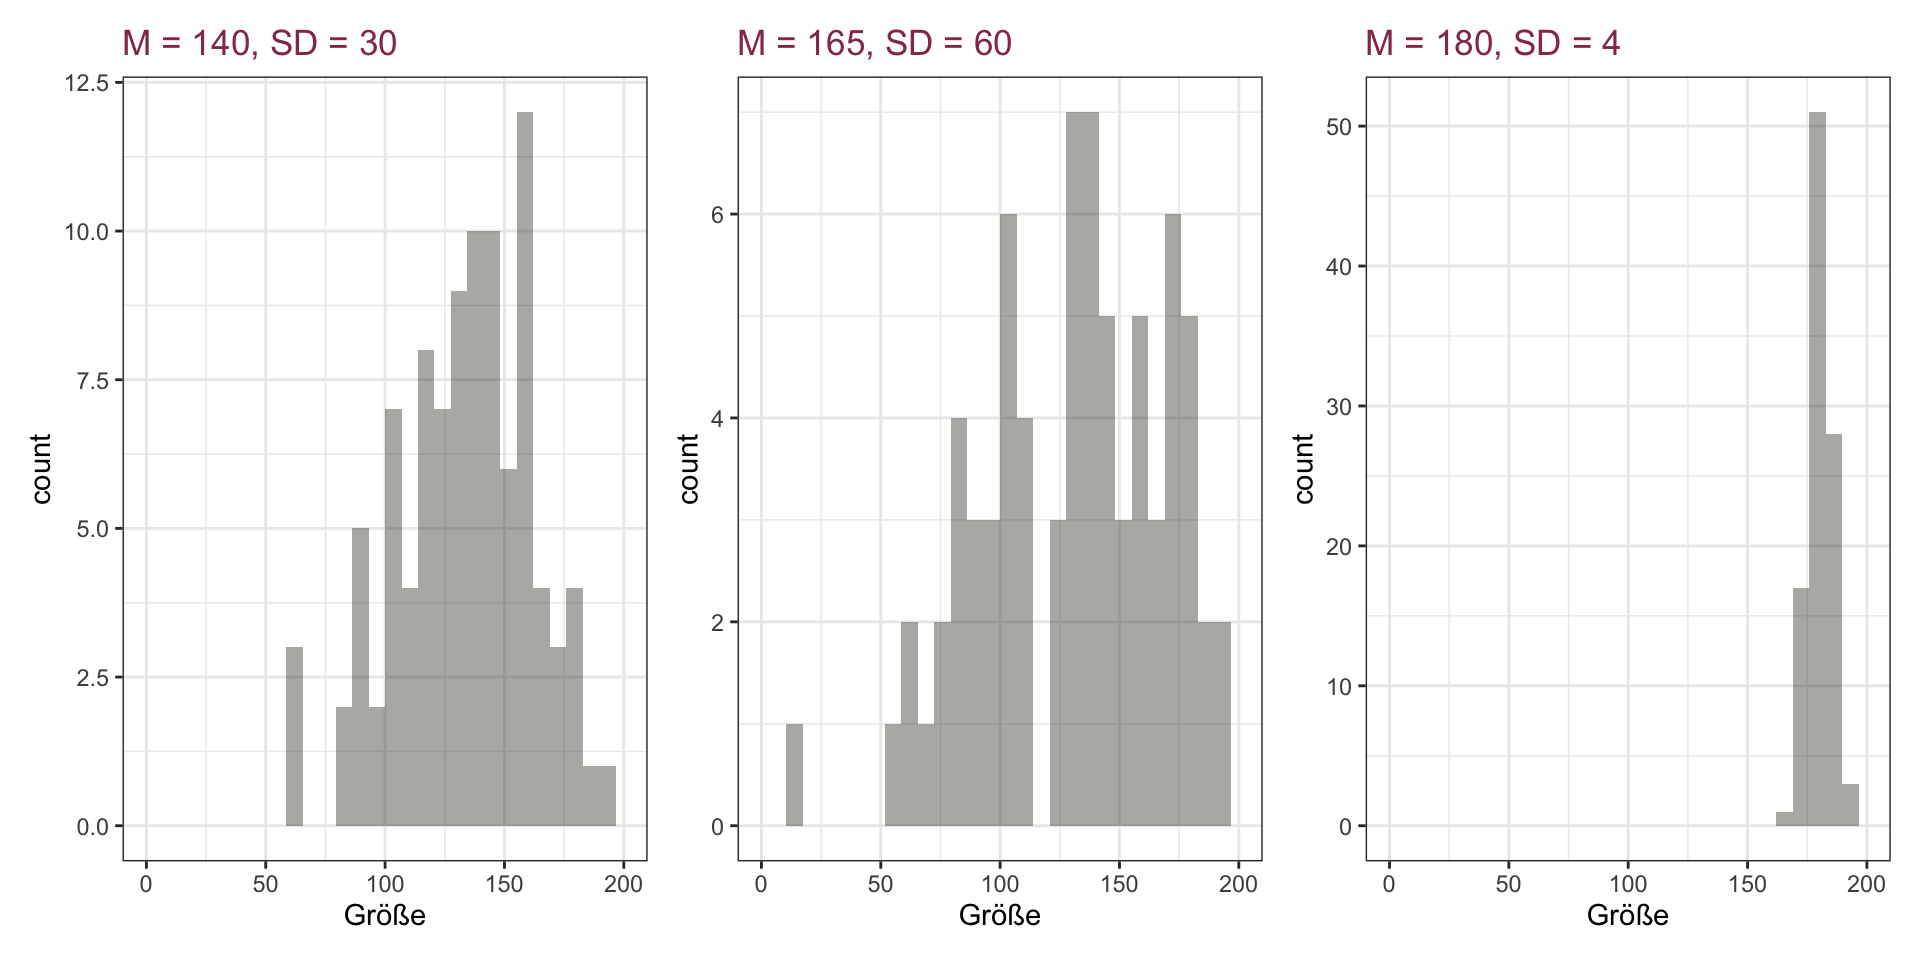 M = 140, SD = 30
12.5
10.0
7.5
5.0
2.5
0.0
count
0 50 100 150 200
Größe
M = 165, SD = 60
6
4
2
0
count
0 50 100 150 200
Größe
M = 180, SD = 4
50
40
30
20
10
0
count
0 50 100 150 200
Größe